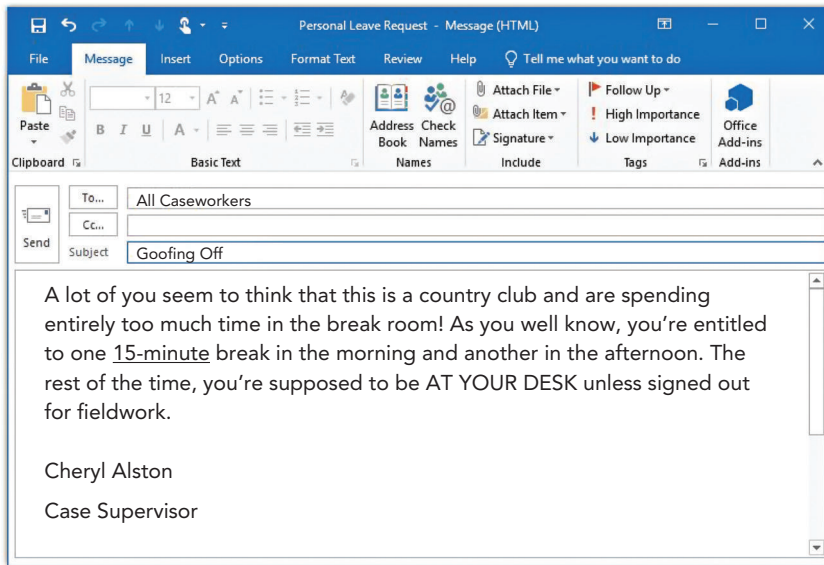 Personal Leave Request - Message (HTML)
File Message Insert Options Format Text Review Help Tell me what you want to do
Paste
Clipboard
12 A A
B I U A
Basic Text
Address Book
Check Names
Names
Attach File
Attach Item
Signature
Include
Follow Up
High Importance
Low Importance
Tags
Office Add-ins
Add-ins
Send
To... All Caseworkers
Cc...
Subject Goofing Off
A lot of you seem to think that this is a country club and are spending
entirely too much time in the break room! As you well know, you're entitled
to one 15-minute break in the morning and another in the afternoon. The
rest of the time, you're supposed to be AT YOUR DESK unless signed out
for fieldwork.
Cheryl Alston
Case Supervisor